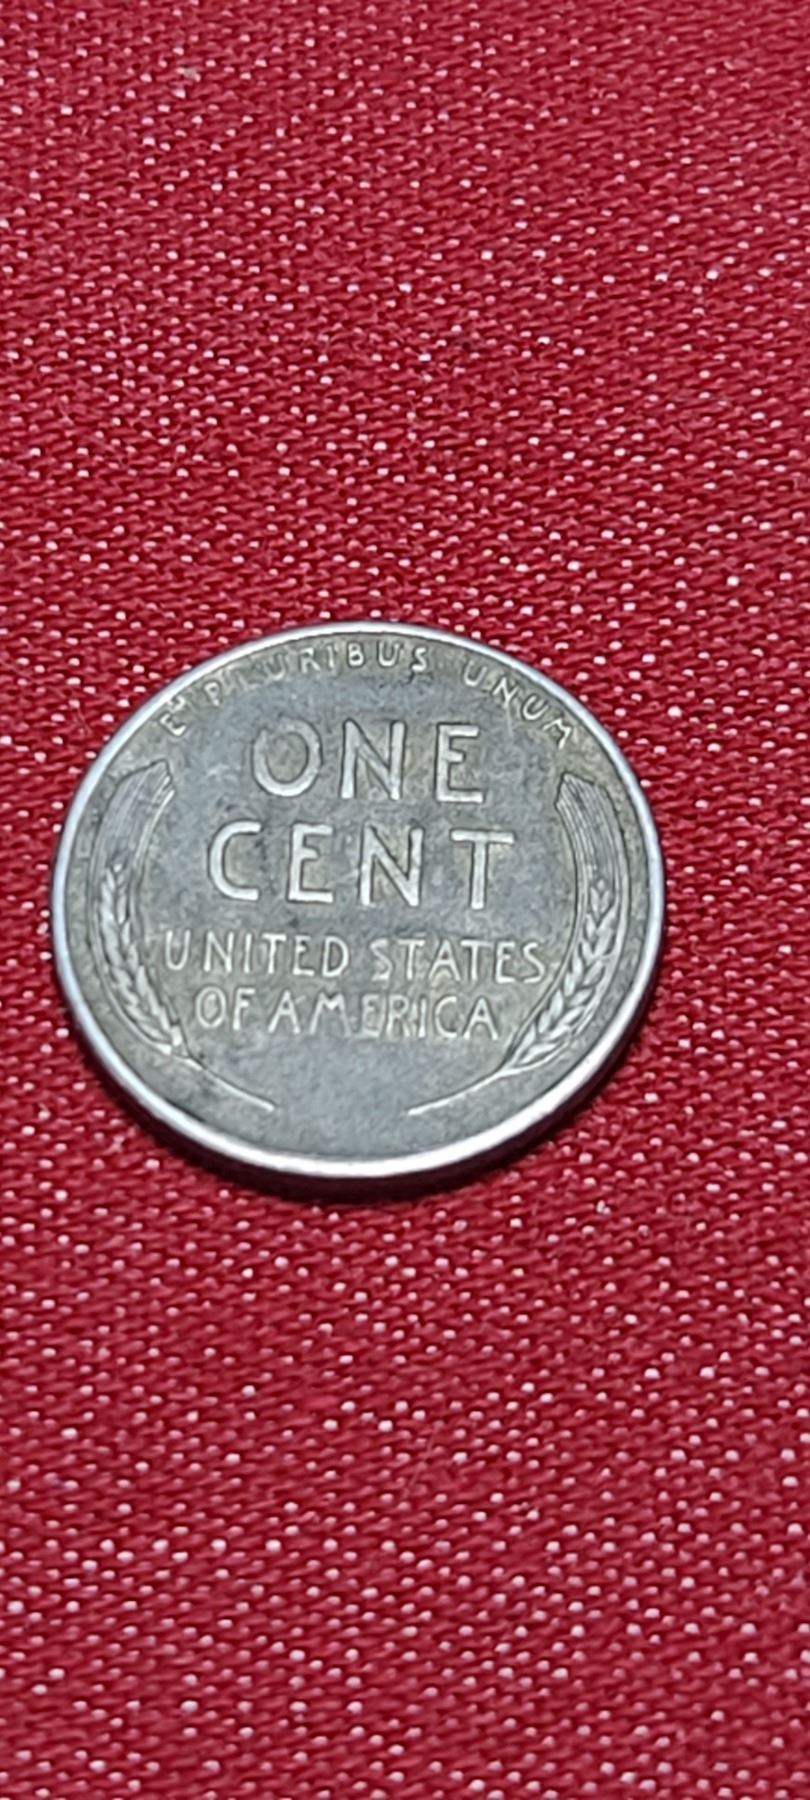 E PLURIBUS UNUM
ONE
CENT
UNITED STATES
OF AMERICA